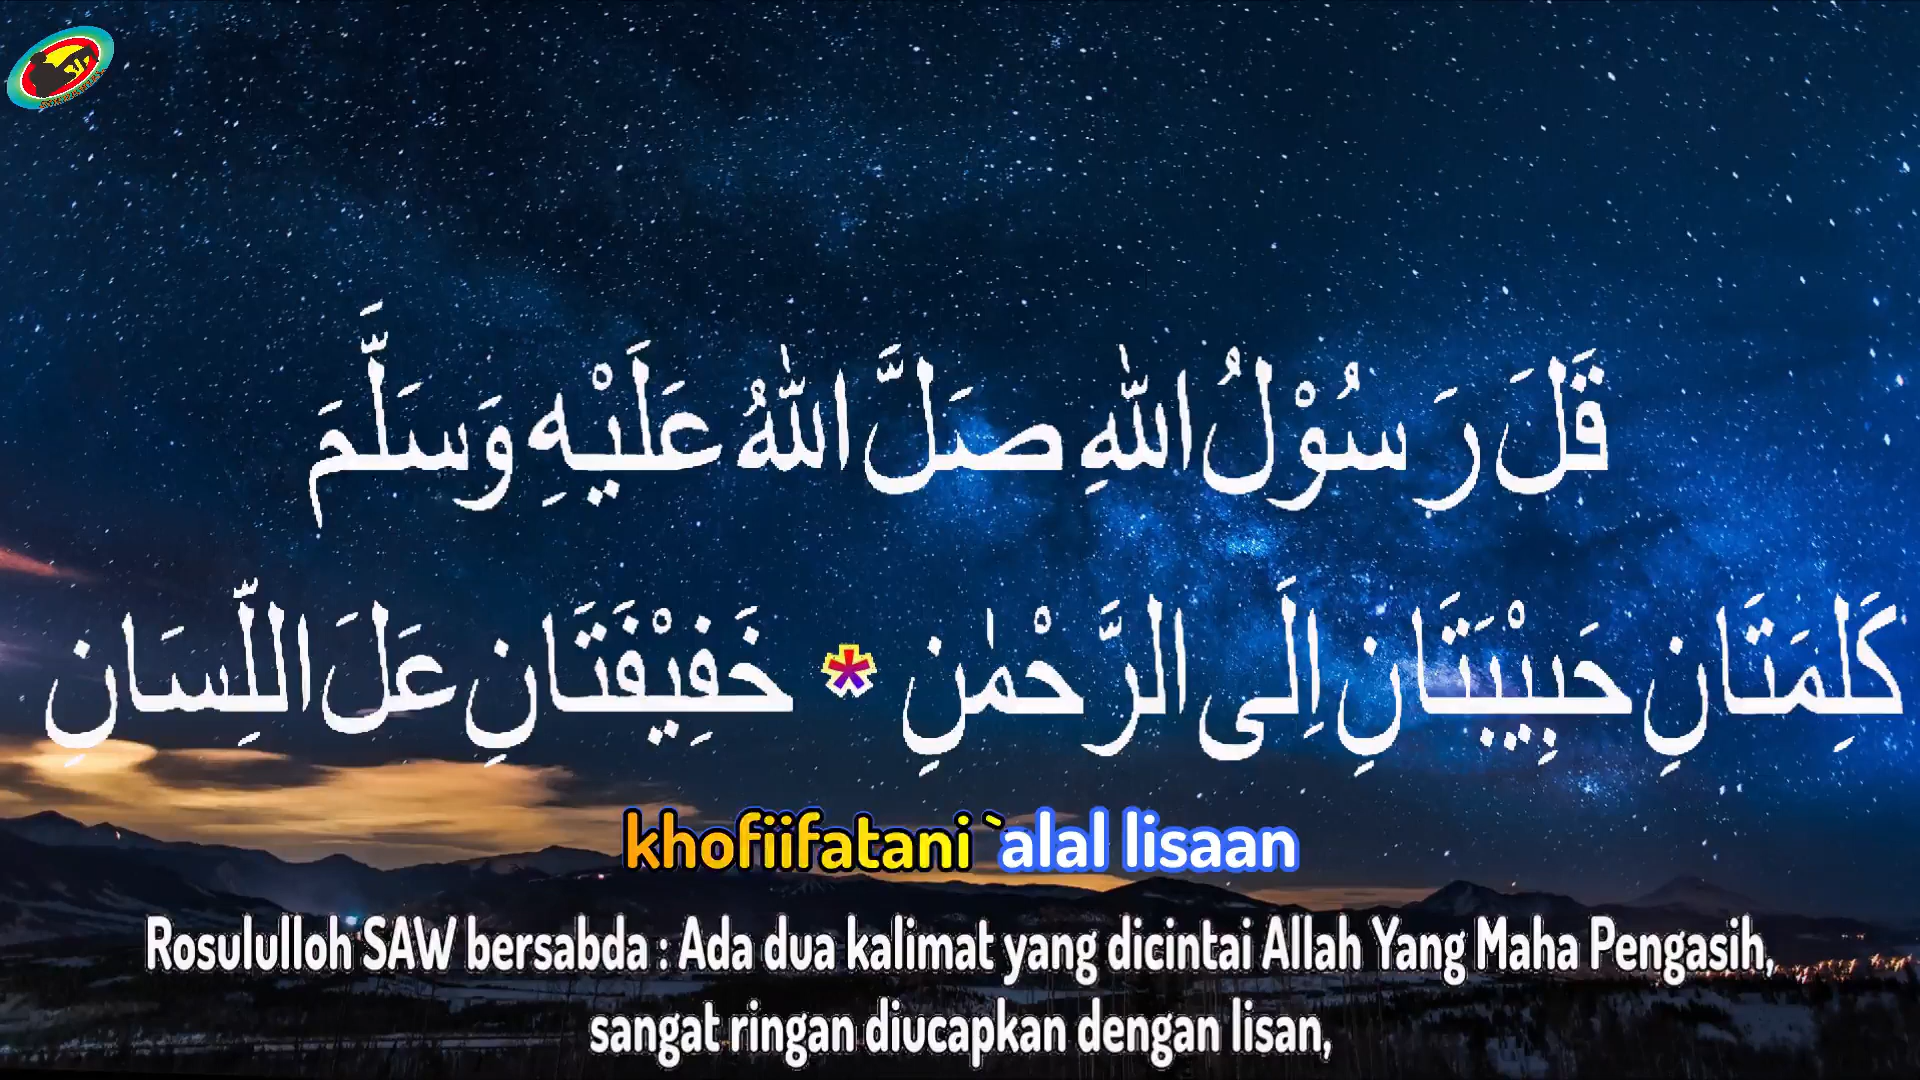 قَلَ رَسُوْلُ اللهِ صَلَّ اللهُ عَلَيْهِ وَسَلَّمَ
كَلِمَتَانِ حَبِيْبَتَانِ اِلَى الرَّحْمٰنِ * خَفِيْفَتَانِ عَلَ اللِّسَانِ
khofiifatani `alal lisaan
Rosululloh SAW bersabda : Ada dua kalimat yang dicintai Allah Yang Maha Pengasih,
sangat ringan diucapkan dengan lisan,